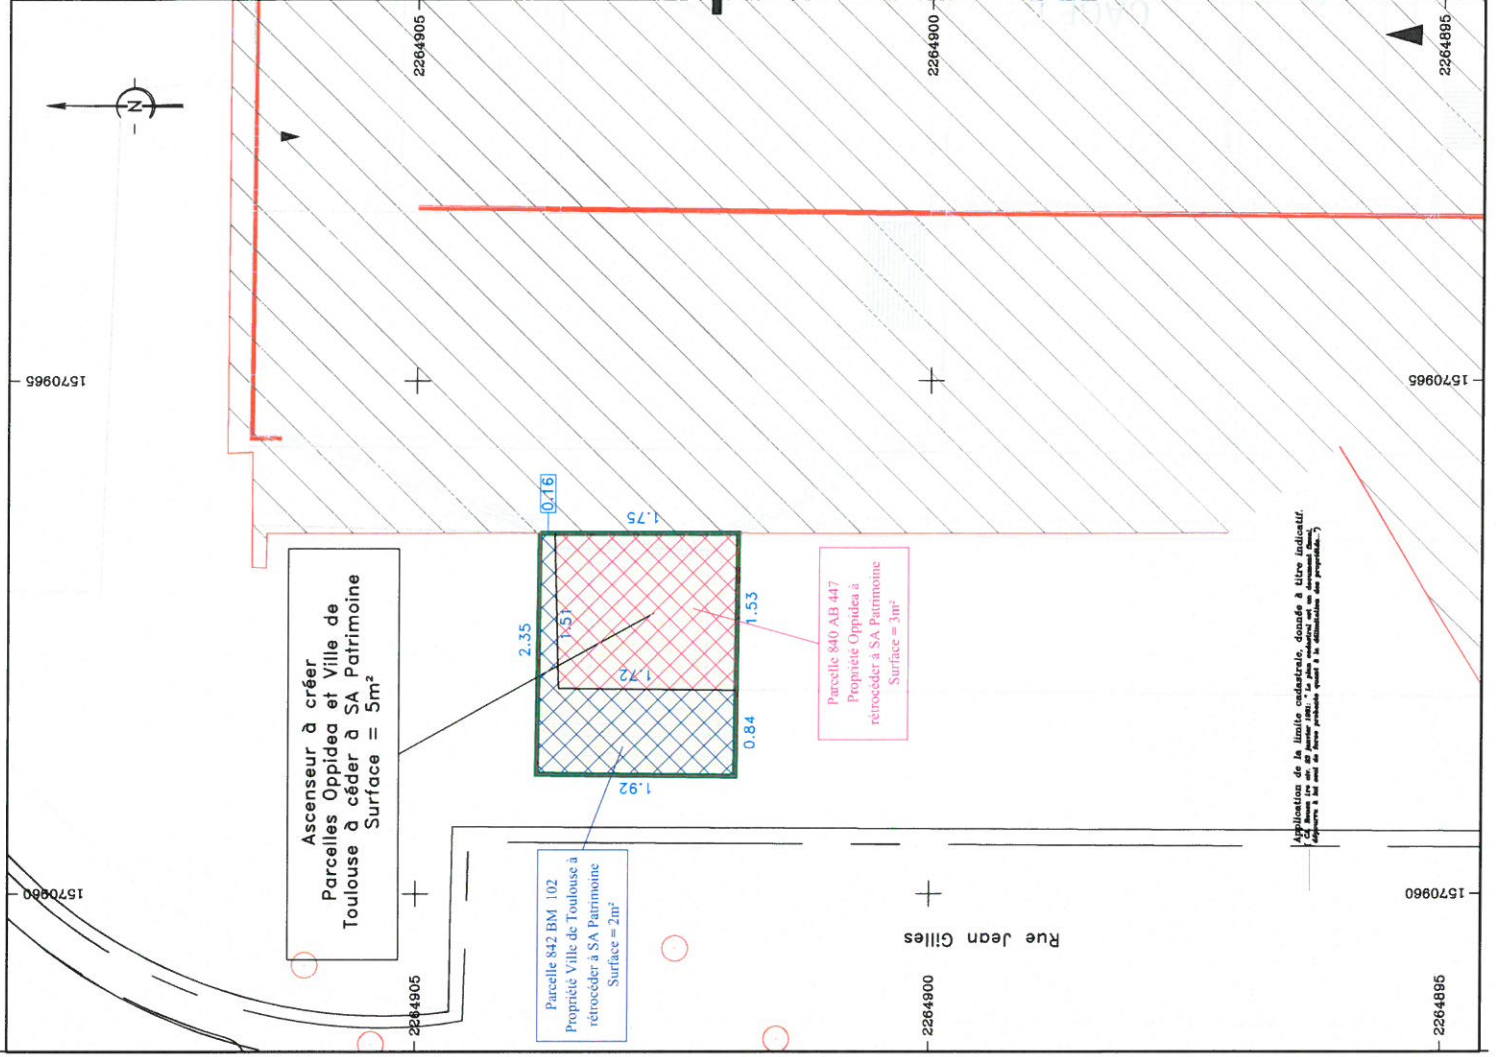 2264905
2264900
2264895
N
1570965
1570965
Ascenseur à créer
Parcelles Oppidea et Ville de
Toulouse à céder à SA Patrimoine
Surface = 5m²
0.16
1.75
2.35
1.51
1.72
1.53
0.84
1.92
Parcelle 840 AB 447
Propriété Oppidea à
rétrocéder à SA Patrimoine
Surface = 3m²
Parcelle 842 BM 102
Propriété Ville de Toulouse à
rétrocéder à SA Patrimoine
Surface = 2m²
Application de la limite cadastrale, donnée à titre indicatif.
1570960
1570960
Rue Jean Gilles
2264905
2264900
2264895